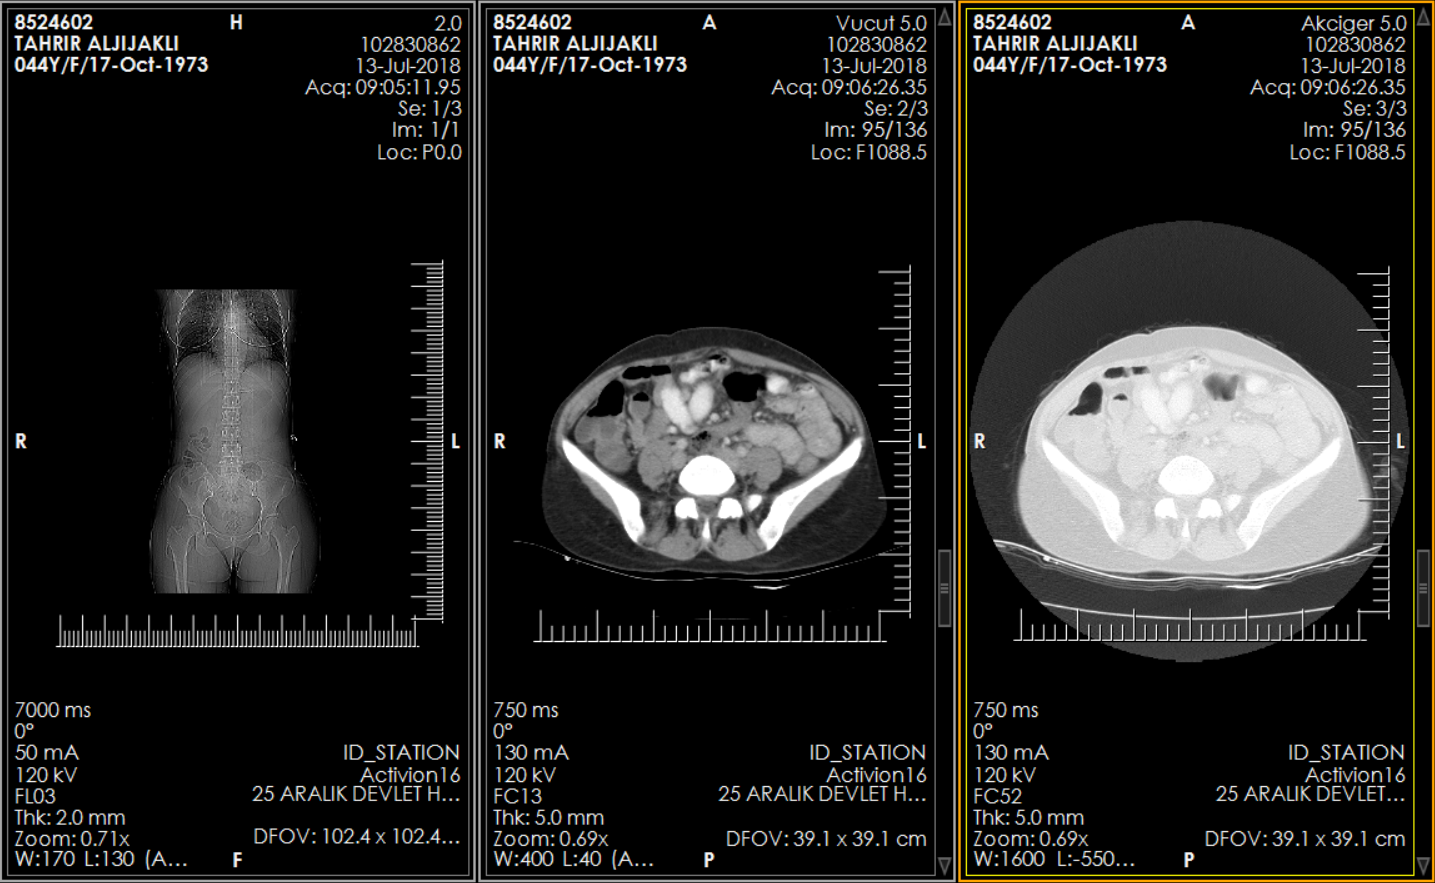 8524602 H 2.0
TAHRIR ALJIJAKLI 102830862
044Y/F/17-Oct-1973 13-Jul-2018
Acq: 09:05:11.95
Se: 1/3
Im: 1/1
Loc: P0.0
R L
7000 ms
0°
50 mA ID_STATION
120 kV Activion16
FL03 25 ARALIK DEVLET H...
Thk: 2.0 mm
Zoom: 0.71x DFOV: 102.4 x 102.4...
W:170 L:130 (A... F
8524602 A Vucut 5.0
TAHRIR ALJIJAKLI 102830862
044Y/F/17-Oct-1973 13-Jul-2018
Acq: 09:06:26.35
Se: 2/3
Im: 95/136
Loc: F1088.5
R L
750 ms
0°
130 mA ID_STATION
120 kV Activion16
FC13 25 ARALIK DEVLET H...
Thk: 5.0 mm
Zoom: 0.69x DFOV: 39.1 x 39.1 cm
W:400 L:40 (A... P
8524602 A Akciger 5.0
TAHRIR ALJIJAKLI 102830862
044Y/F/17-Oct-1973 13-Jul-2018
Acq: 09:06:26.35
Se: 3/3
Im: 95/136
Loc: F1088.5
R L
750 ms
0°
130 mA ID_STATION
120 kV Activion16
FC52 25 ARALIK DEVLET...
Thk: 5.0 mm
Zoom: 0.69x DFOV: 39.1 x 39.1 cm
W:1600 L:-550... P